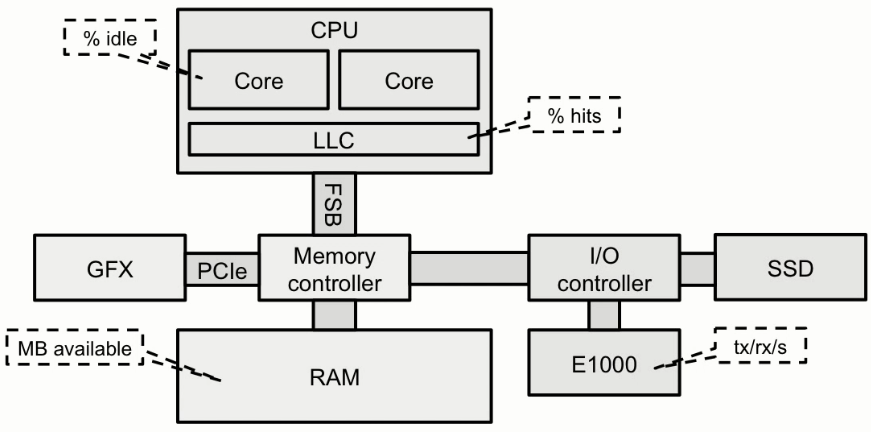 CPU
% idle
Core
Core
% hits
LLC
FSB
GFX
PCIe
Memory
controller
I/O
controller
SSD
MB available
RAM
E1000
tx/rx/s